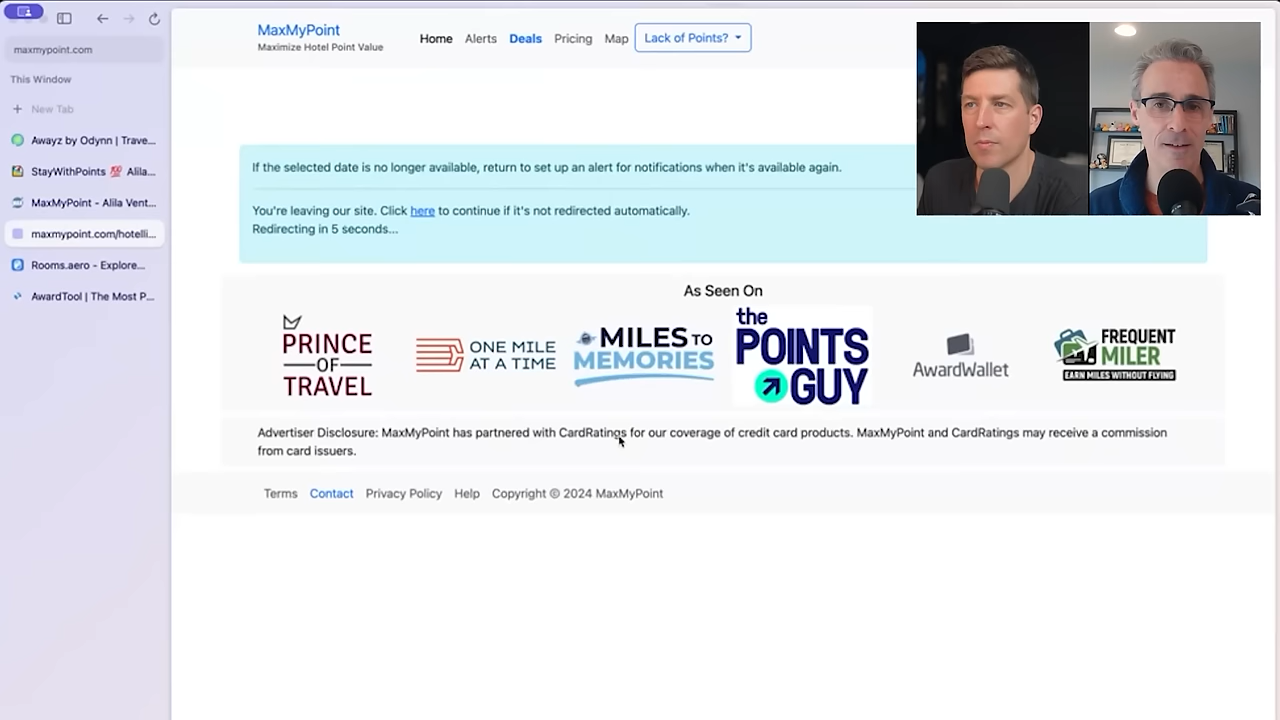 maxmypoint.com
This Window
New Tab
Awayz by Odynn | Trave...
StayWithPoints 💯 Alila...
MaxMyPoint - Alila Vent...
maxmypoint.com/hotelli...
Rooms.aero - Explore...
AwardTool | The Most P...
MaxMyPoint
Maximize Hotel Point Value
Home Alerts Deals Pricing Map Lack of Points?
If the selected date is no longer available, return to set up an alert for notifications when it's available again.
You're leaving our site. Click here to continue if it's not redirected automatically.
Redirecting in 5 seconds...
As Seen On
PRINCE
OF
TRAVEL
ONE MILE
AT A TIME
MILES TO
MEMORIES
the
POINTS
GUY
AwardWallet
FREQUENT
MILER
EARN MILES WITHOUT FLYING
Advertiser Disclosure: MaxMyPoint has partnered with CardRatings for our coverage of credit card products. MaxMyPoint and CardRatings may receive a commission
from card issuers.
Terms Contact Privacy Policy Help Copyright © 2024 MaxMyPoint